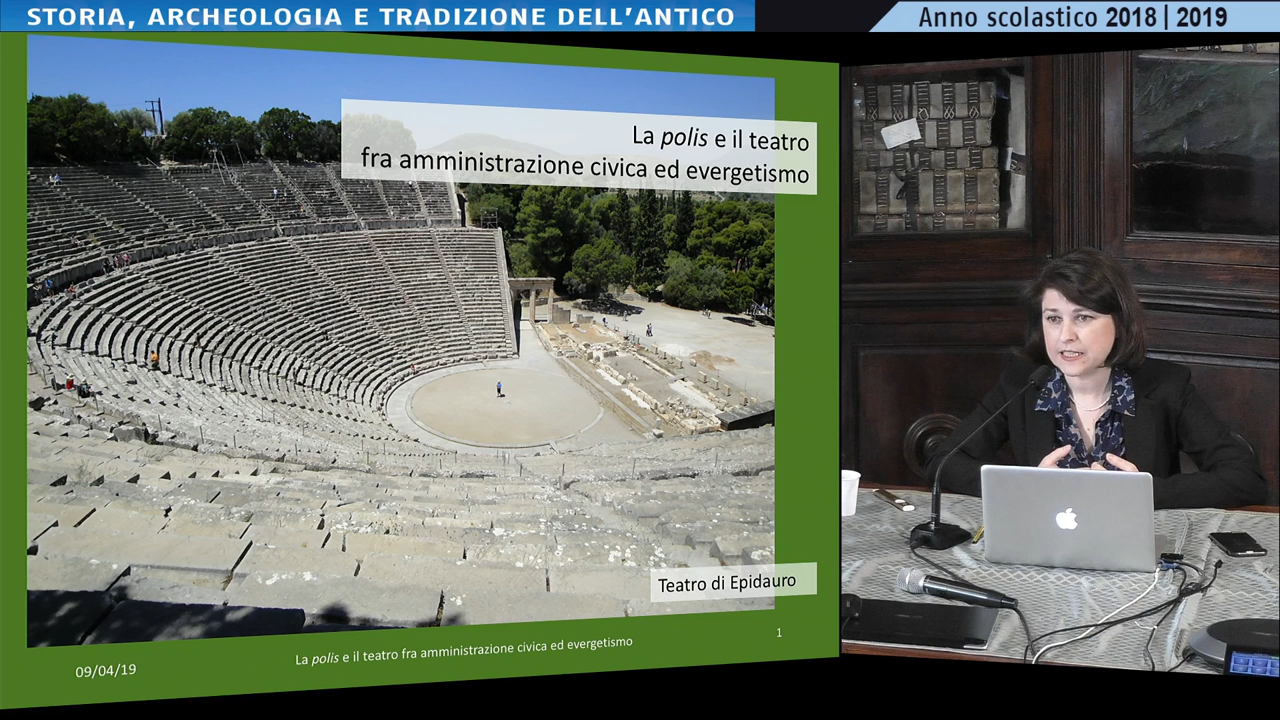 STORIA, ARCHEOLOGIA E TRADIZIONE DELL'ANTICO
Anno scolastico 2018 | 2019
La polis e il teatro
fra amministrazione civica ed evergetismo
Teatro di Epidauro
09/04/19
La polis e il teatro fra amministrazione civica ed evergetismo
1